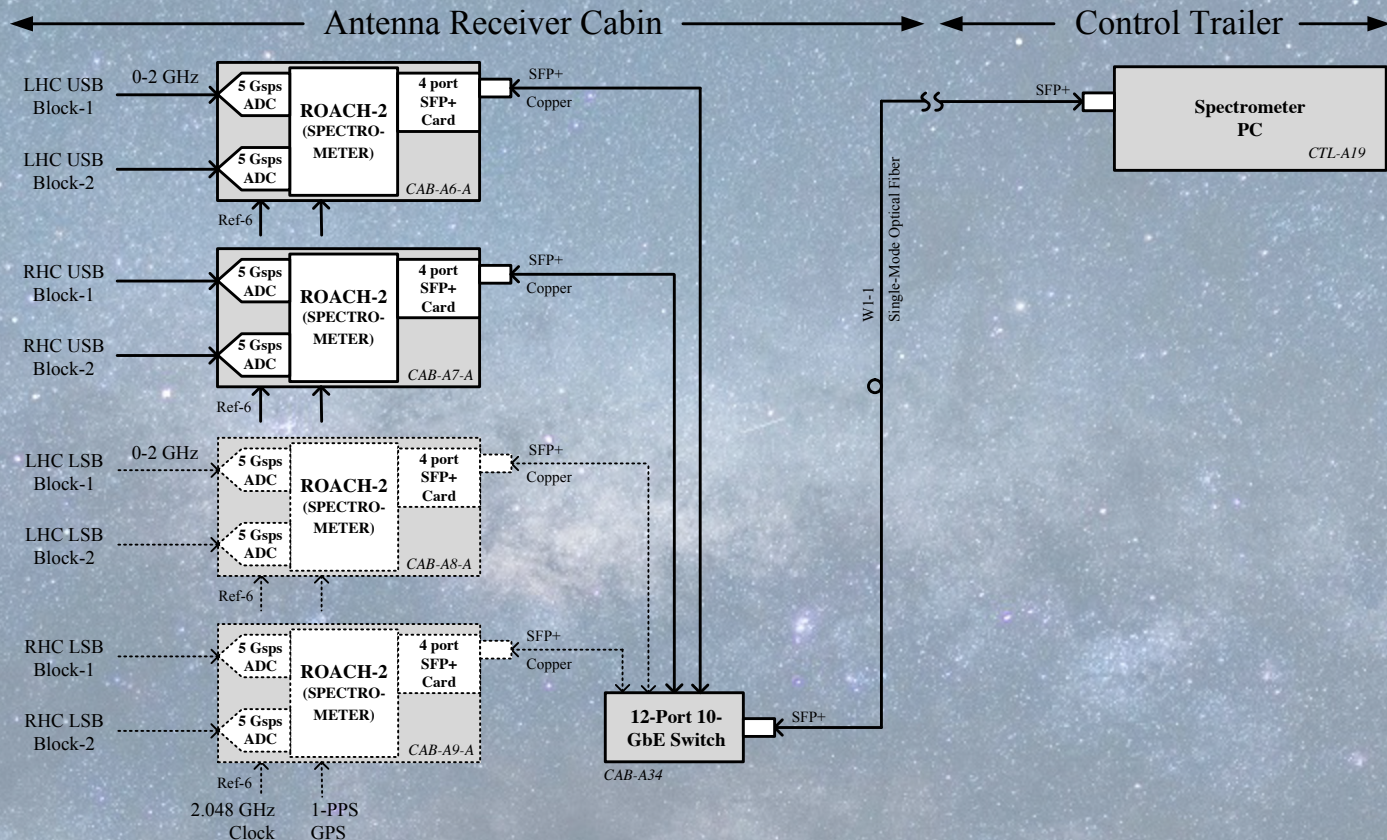 Antenna Receiver Cabin
Control Trailer
LHC USB
Block-1
0-2 GHz
LHC USB
Block-2
5 Gsps
ADC
5 Gsps
ADC
ROACH-2
(SPECTRO-
METER)
4 port
SFP+
Card
CAB-A6-A
SFP+
Copper
Ref-6
RHC USB
Block-1
RHC USB
Block-2
5 Gsps
ADC
5 Gsps
ADC
ROACH-2
(SPECTRO-
METER)
4 port
SFP+
Card
CAB-A7-A
SFP+
Copper
Ref-6
LHC LSB
Block-1
0-2 GHz
LHC LSB
Block-2
5 Gsps
ADC
5 Gsps
ADC
ROACH-2
(SPECTRO-
METER)
4 port
SFP+
Card
CAB-A8-A
SFP+
Copper
Ref-6
RHC LSB
Block-1
RHC LSB
Block-2
5 Gsps
ADC
5 Gsps
ADC
ROACH-2
(SPECTRO-
METER)
4 port
SFP+
Card
CAB-A9-A
SFP+
Copper
Ref-6
2.048 GHz
Clock
1-PPS
GPS
12-Port 10-
GbE Switch
CAB-A34
SFP+
W1-1
Single-Mode Optical Fiber
SFP+
Spectrometer
PC
CTL-A19